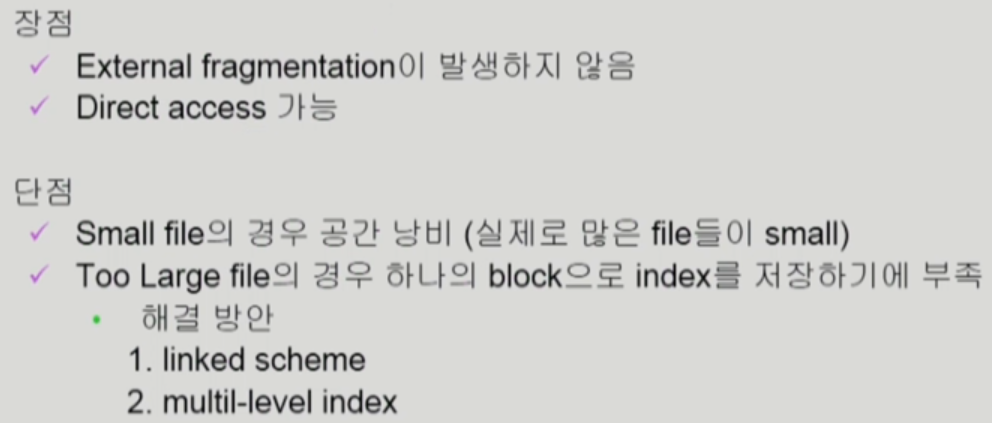 장점
✓ External fragmentation이 발생하지 않음
✓ Direct access 가능
단점
✓ Small file의 경우 공간 낭비 (실제로 많은 file들이 small)
✓ Too Large file의 경우 하나의 block으로 index를 저장하기에 부족
• 해결 방안
1. linked scheme
2. multil-level index